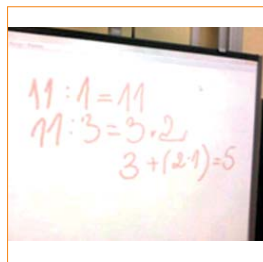 11 : 1 = 11
11 : 3 = 3 . 2
3 + (2·1) = 5